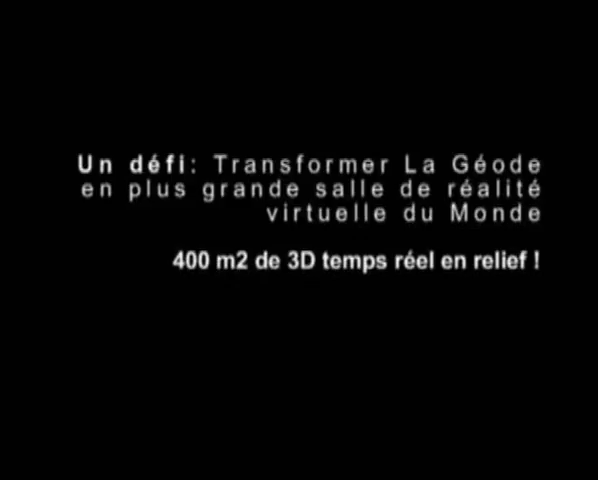 Un défi: Transformer La Géode
en plus grande salle de réalité
virtuelle du Monde
400 m2 de 3D temps réel en relief !